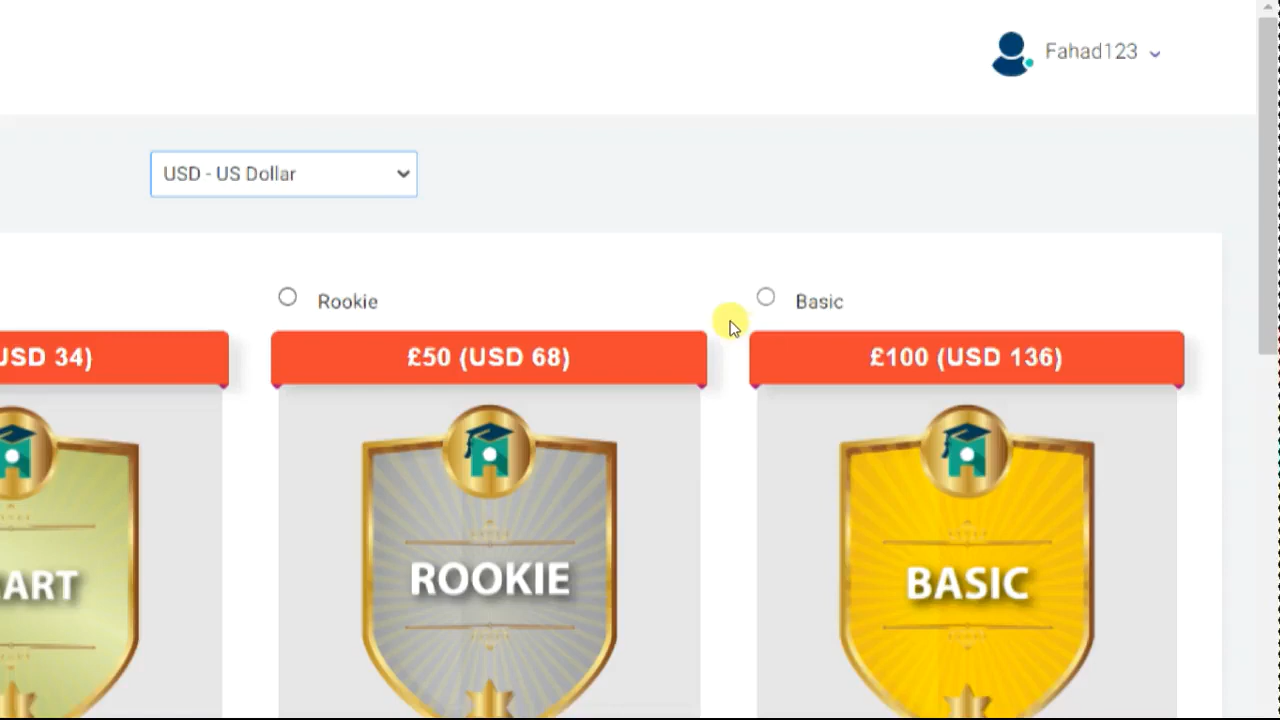 Fahad123
USD - US Dollar
Rookie
Basic
USD 34)
£50 (USD 68)
£100 (USD 136)
ART
ROOKIE
BASIC